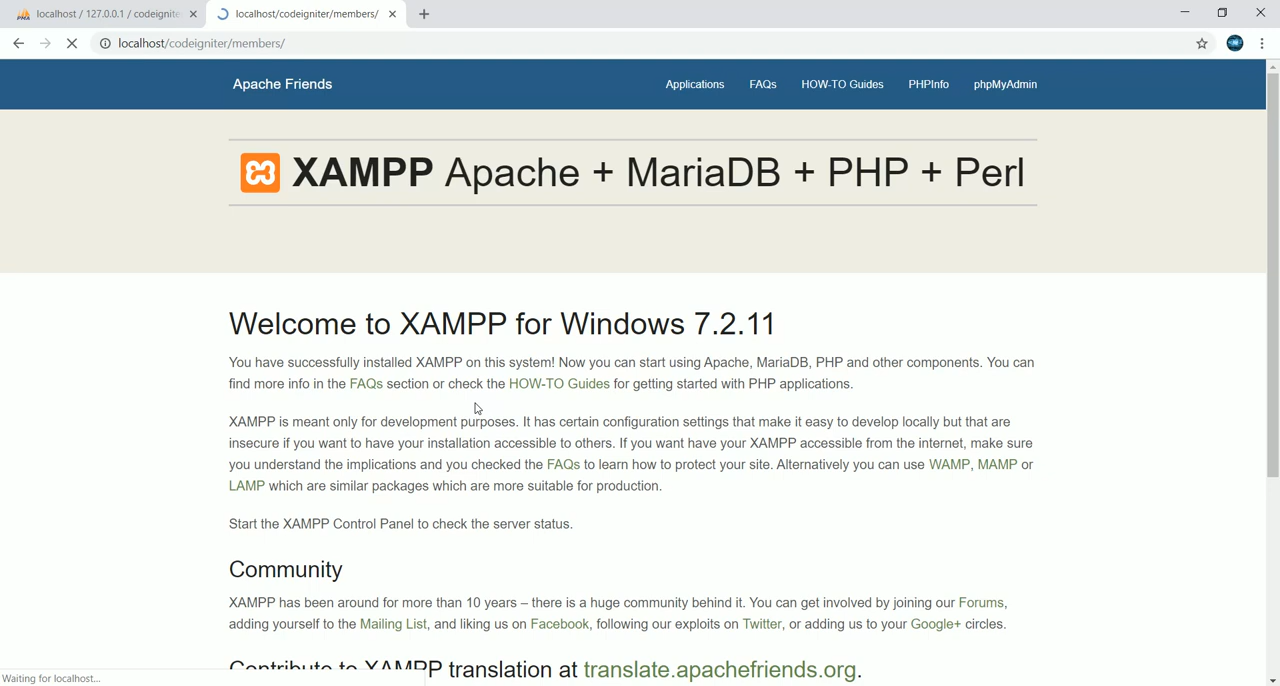 localhost / 127.0.0.1 / codeignite
localhost/codeigniter/members/
localhost/codeigniter/members/
Apache Friends
Applications
FAQs
HOW-TO Guides
PHPInfo
phpMyAdmin
XAMPP Apache + MariaDB + PHP + Perl
Welcome to XAMPP for Windows 7.2.11
You have successfully installed XAMPP on this system! Now you can start using Apache, MariaDB, PHP and other components. You can
find more info in the FAQs section or check the HOW-TO Guides for getting started with PHP applications.
XAMPP is meant only for development purposes. It has certain configuration settings that make it easy to develop locally but that are
insecure if you want to have your installation accessible to others. If you want have your XAMPP accessible from the internet, make sure
you understand the implications and you checked the FAQs to learn how to protect your site. Alternatively you can use WAMP, MAMP or
LAMP which are similar packages which are more suitable for production.
Start the XAMPP Control Panel to check the server status.
Community
XAMPP has been around for more than 10 years – there is a huge community behind it. You can get involved by joining our Forums,
adding yourself to the Mailing List, and liking us on Facebook, following our exploits on Twitter, or adding us to your Google+ circles.
Contribute to XAMPP translation at translate.apachefriends.org.
Waiting for localhost...